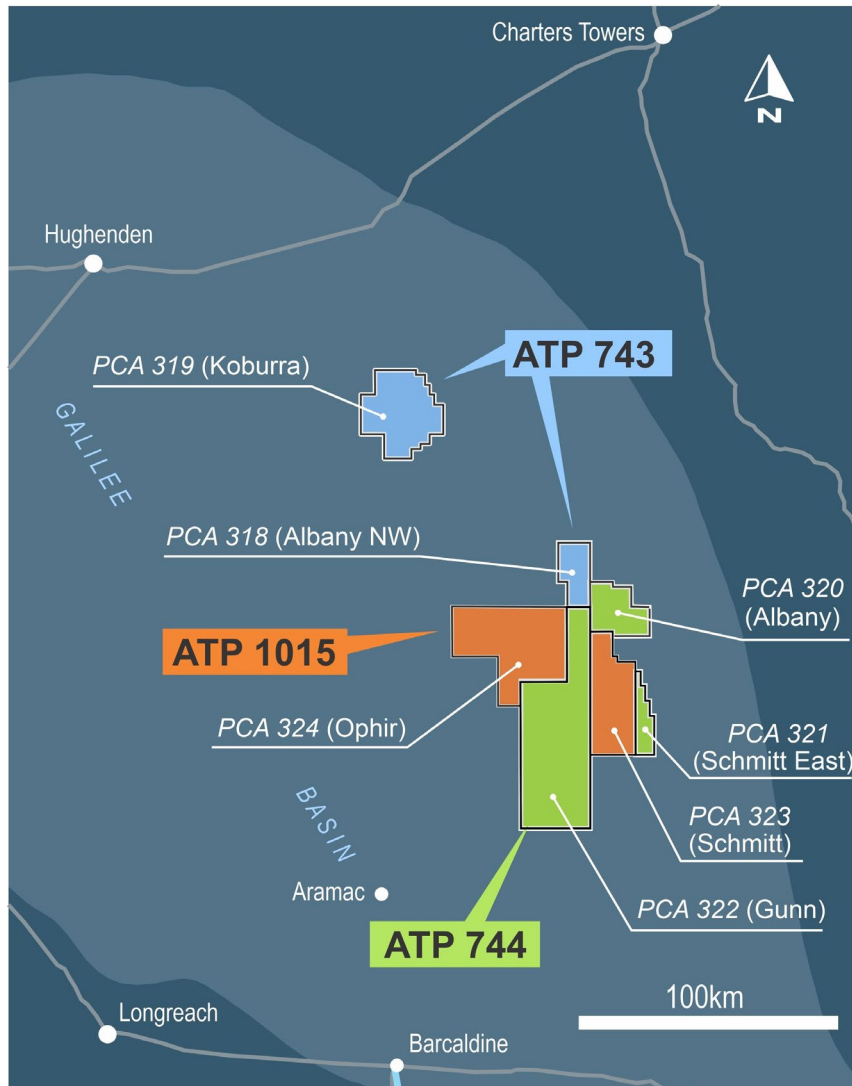 Charters Towers
N
Hughenden
ATP 743
PCA 319 (Koburra)
GALILEE
PCA 318 (Albany NW)
PCA 320
(Albany)
ATP 1015
PCA 324 (Ophir)
PCA 321
(Schmitt East)
BASIN
PCA 323
(Schmitt)
Aramac
PCA 322 (Gunn)
ATP 744
100km
Longreach
Barcaldine